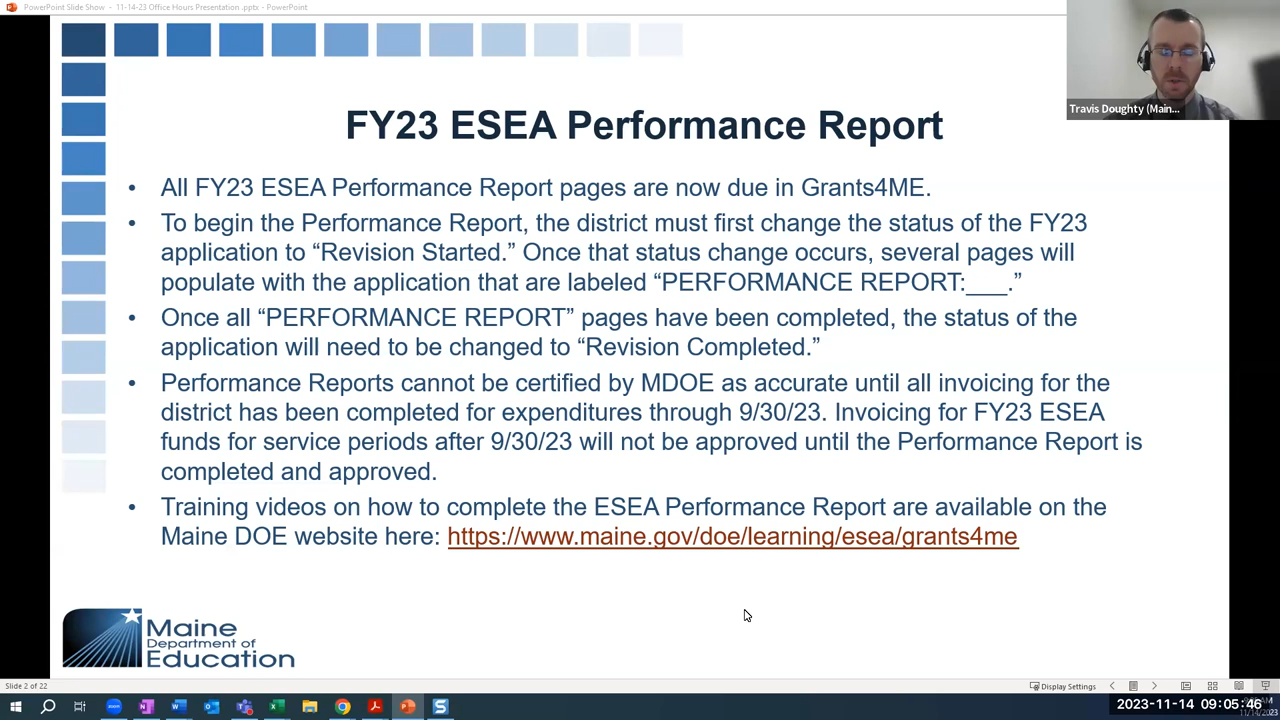 PowerPoint Slide Show - 11-14-23 Office Hours Presentation .pptx - PowerPoint
Travis Doughty (Main...
FY23 ESEA Performance Report
• All FY23 ESEA Performance Report pages are now due in Grants4ME.
• To begin the Performance Report, the district must first change the status of the FY23
application to “Revision Started.” Once that status change occurs, several pages will
populate with the application that are labeled “PERFORMANCE REPORT:___.”
• Once all “PERFORMANCE REPORT” pages have been completed, the status of the
application will need to be changed to “Revision Completed.”
• Performance Reports cannot be certified by MDOE as accurate until all invoicing for the
district has been completed for expenditures through 9/30/23. Invoicing for FY23 ESEA
funds for service periods after 9/30/23 will not be approved until the Performance Report is
completed and approved.
• Training videos on how to complete the ESEA Performance Report are available on the
Maine DOE website here: https://www.maine.gov/doe/learning/esea/grants4me
Maine
Department of
Education
Slide 2 of 22
Display Settings
2023-11-14 09:05:46